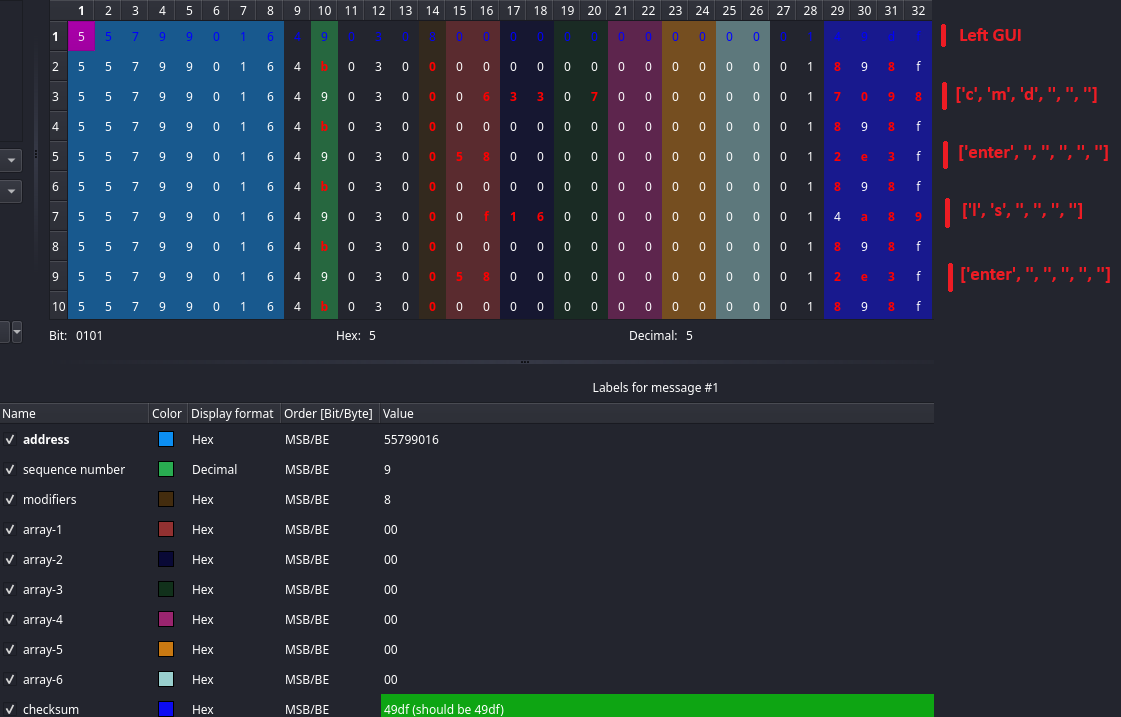 1 2 3 4 5 6 7 8 9 10 11 12 13 14 15 16 17 18 19 20 21 22 23 24 25 26 27 28 29 30 31 32
1 5 5 7 9 9 0 1 6 4 9 0 3 0 8 0 0 0 0 0 0 0 0 0 0 0 0 0 1 4 9 d f Left GUI
2 5 5 7 9 9 0 1 6 4 b 0 3 0 0 0 0 0 0 0 0 0 0 0 0 0 0 0 1 8 9 8 f
3 5 5 7 9 9 0 1 6 4 9 0 3 0 0 0 6 3 3 0 7 0 0 0 0 0 0 0 1 7 0 9 8 ['c', 'm', 'd', '', '', '']
4 5 5 7 9 9 0 1 6 4 b 0 3 0 0 0 0 0 0 0 0 0 0 0 0 0 0 0 1 8 9 8 f
5 5 5 7 9 9 0 1 6 4 9 0 3 0 0 5 8 0 0 0 0 0 0 0 0 0 0 0 1 2 e 3 f ['enter', '', '', '', '', '']
6 5 5 7 9 9 0 1 6 4 b 0 3 0 0 0 0 0 0 0 0 0 0 0 0 0 0 0 1 8 9 8 f
7 5 5 7 9 9 0 1 6 4 9 0 3 0 0 0 f 1 6 0 0 0 0 0 0 0 0 0 1 4 a 8 9 ['l', 's', '', '', '', '']
8 5 5 7 9 9 0 1 6 4 b 0 3 0 0 0 0 0 0 0 0 0 0 0 0 0 0 0 1 8 9 8 f
9 5 5 7 9 9 0 1 6 4 9 0 3 0 0 5 8 0 0 0 0 0 0 0 0 0 0 0 1 2 e 3 f ['enter', '', '', '', '', '']
10 5 5 7 9 9 0 1 6 4 b 0 3 0 0 0 0 0 0 0 0 0 0 0 0 0 0 0 1 8 9 8 f
Bit: 0101 Hex: 5 Decimal: 5
Labels for message #1
Name Color Display format Order [Bit/Byte] Value
address Hex MSB/BE 55799016
sequence number Decimal MSB/BE 9
modifiers Hex MSB/BE 8
array-1 Hex MSB/BE 00
array-2 Hex MSB/BE 00
array-3 Hex MSB/BE 00
array-4 Hex MSB/BE 00
array-5 Hex MSB/BE 00
array-6 Hex MSB/BE 00
checksum Hex MSB/BE 49df (should be 49df)